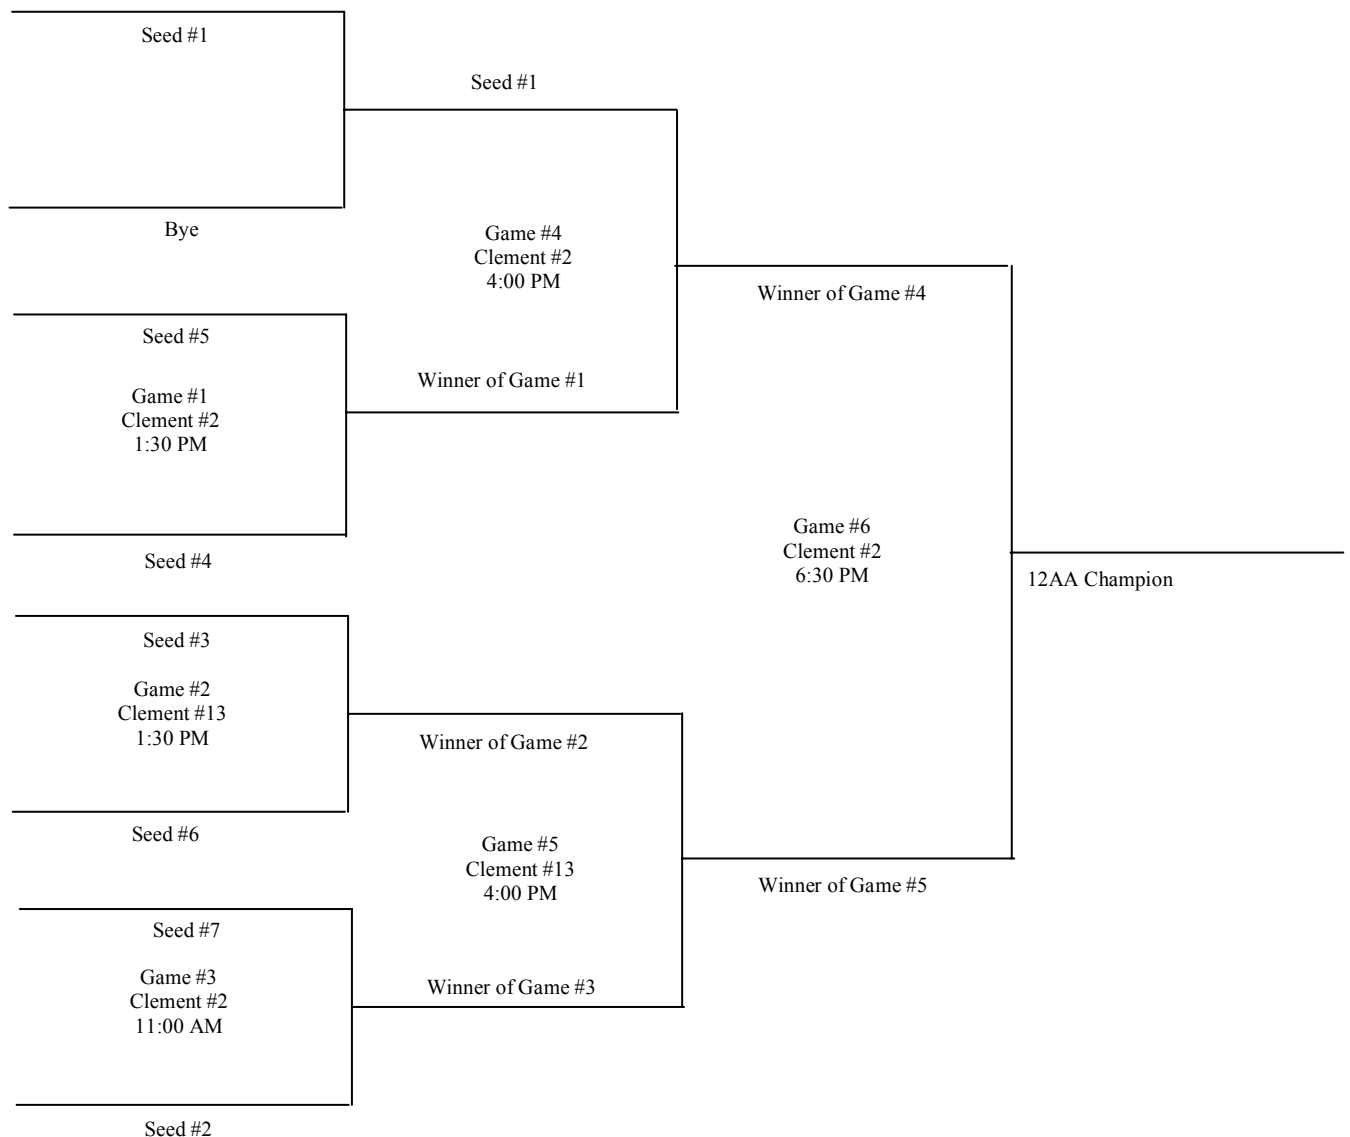 Seed #1
Seed #1
Bye
Game #4
Clement #2
4:00 PM
Winner of Game #4
Seed #5
Winner of Game #1
Game #1
Clement #2
1:30 PM
Seed #4
Game #6
Clement #2
6:30 PM
12AA Champion
Seed #3
Game #2
Clement #13
1:30 PM
Winner of Game #2
Seed #6
Game #5
Clement #13
4:00 PM
Winner of Game #5
Seed #7
Game #3
Clement #2
11:00 AM
Winner of Game #3
Seed #2